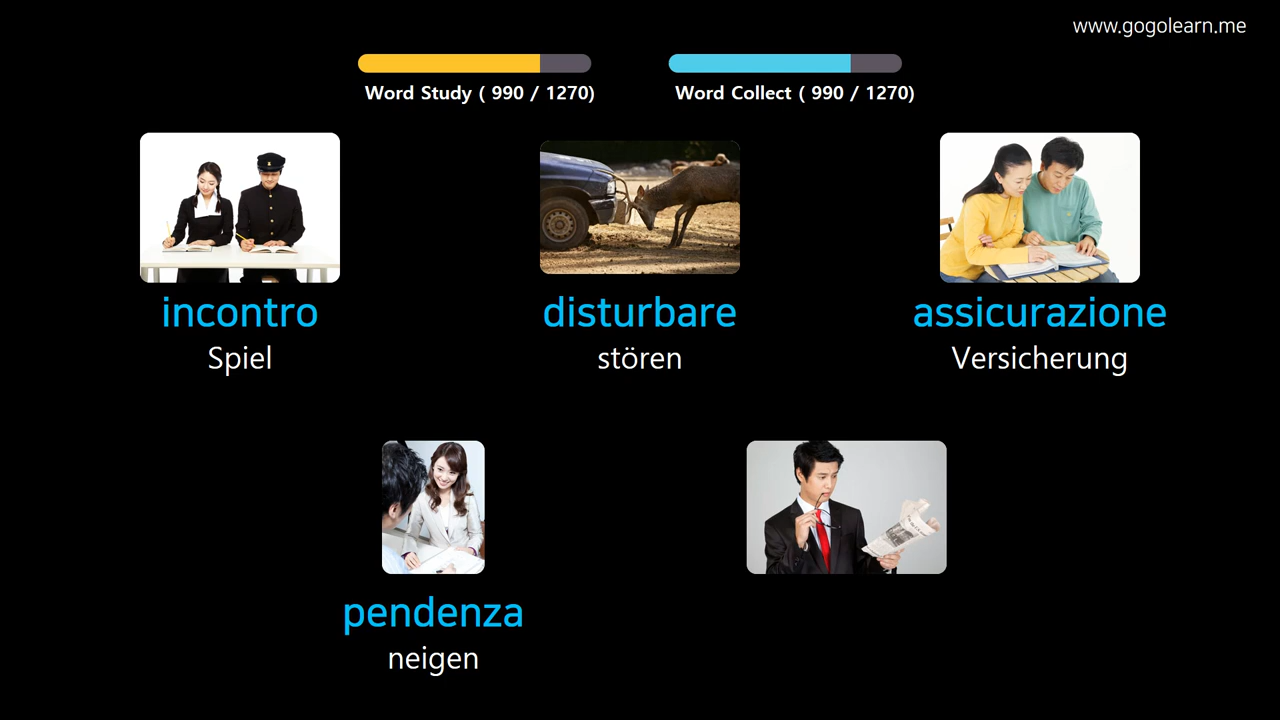 www.gogolearn.me
Word Study ( 990 / 1270)
Word Collect ( 990 / 1270)
incontro
Spiel
disturbare
stören
assicurazione
Versicherung
pendenza
neigen